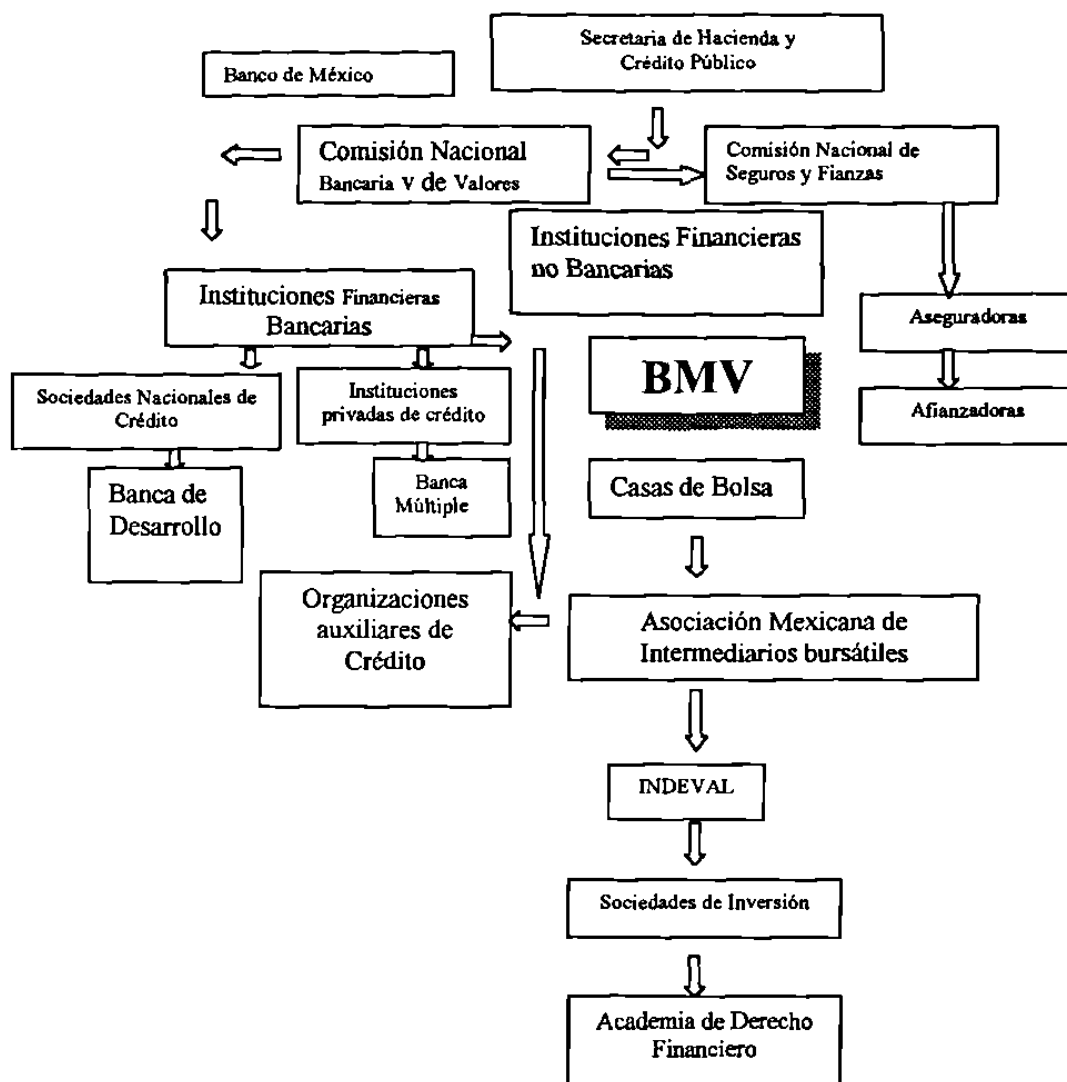 Secretaria de Hacienda y
Crédito Público
Banco de México
Comisión Nacional
Bancaria v de Valores
Comisión Nacional de
Seguros y Fianzas
Instituciones Financieras
no Bancarias
Instituciones Financieras
Bancarias
Aseguradoras
BMV
Sociedades Nacionales de
Crédito
Instituciones
privadas de crédito
Afianzadoras
Banca de
Desarrollo
Banca
Múltiple
Casas de Bolsa
Organizaciones
auxiliares de
Crédito
Asociación Mexicana de
Intermediarios bursátiles
INDEVAL
Sociedades de Inversión
Academia de Derecho
Financiero